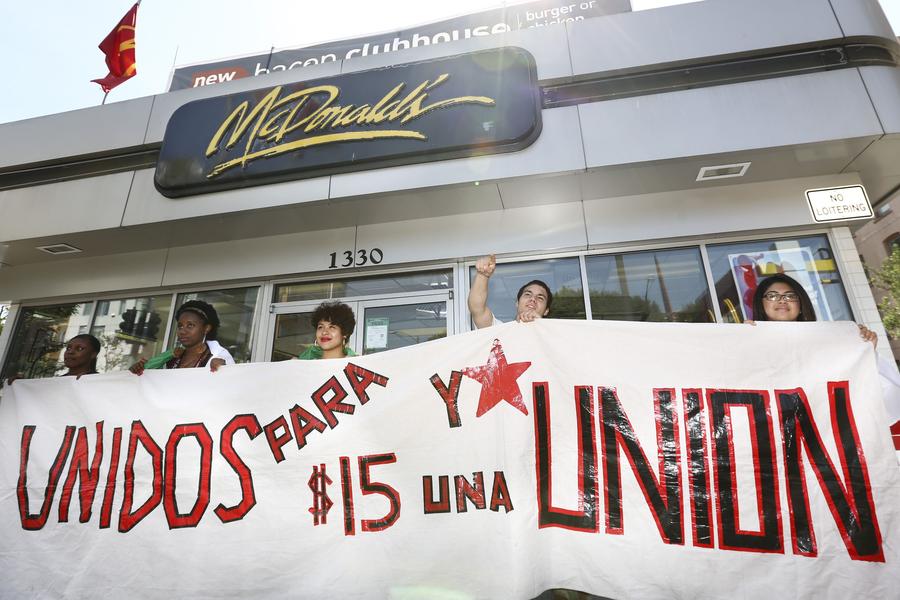 new bacon clubhouse burger or
chicken
McDonald's
NO
LOITERING
1330
UNIDOS PARA Y
$15 UNA UNION